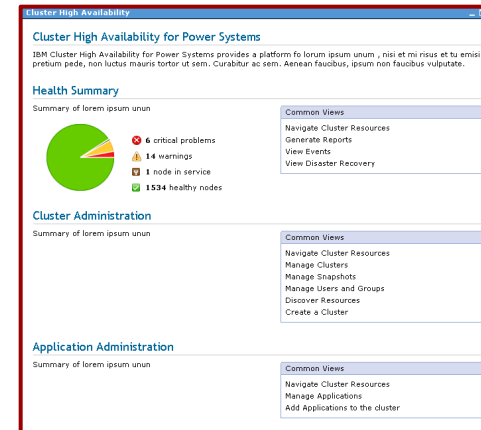 Cluster High Availability
Cluster High Availability for Power Systems
IBM Cluster High Availability for Power Systems provides a platform fo lorum ipsum unum , nisi et mi risus et tu emisi
pretium pede, non luctus mauris tortor ut sem. Curabitur ac sem. Aenean faucibus, ipsum non faucibus vulputate.
Health Summary
Summary of lorem ipsum unun
6 critical problems
14 warnings
1 node in service
1534 healthy nodes
Common Views
Navigate Cluster Resources
Generate Reports
View Events
View Disaster Recovery
Cluster Administration
Summary of lorem ipsum unun
Common Views
Navigate Cluster Resources
Manage Clusters
Manage Snapshots
Manage Users and Groups
Discover Resources
Create a Cluster
Application Administration
Summary of lorem ipsum unun
Common Views
Navigate Cluster Resources
Manage Applications
Add Applications to the cluster